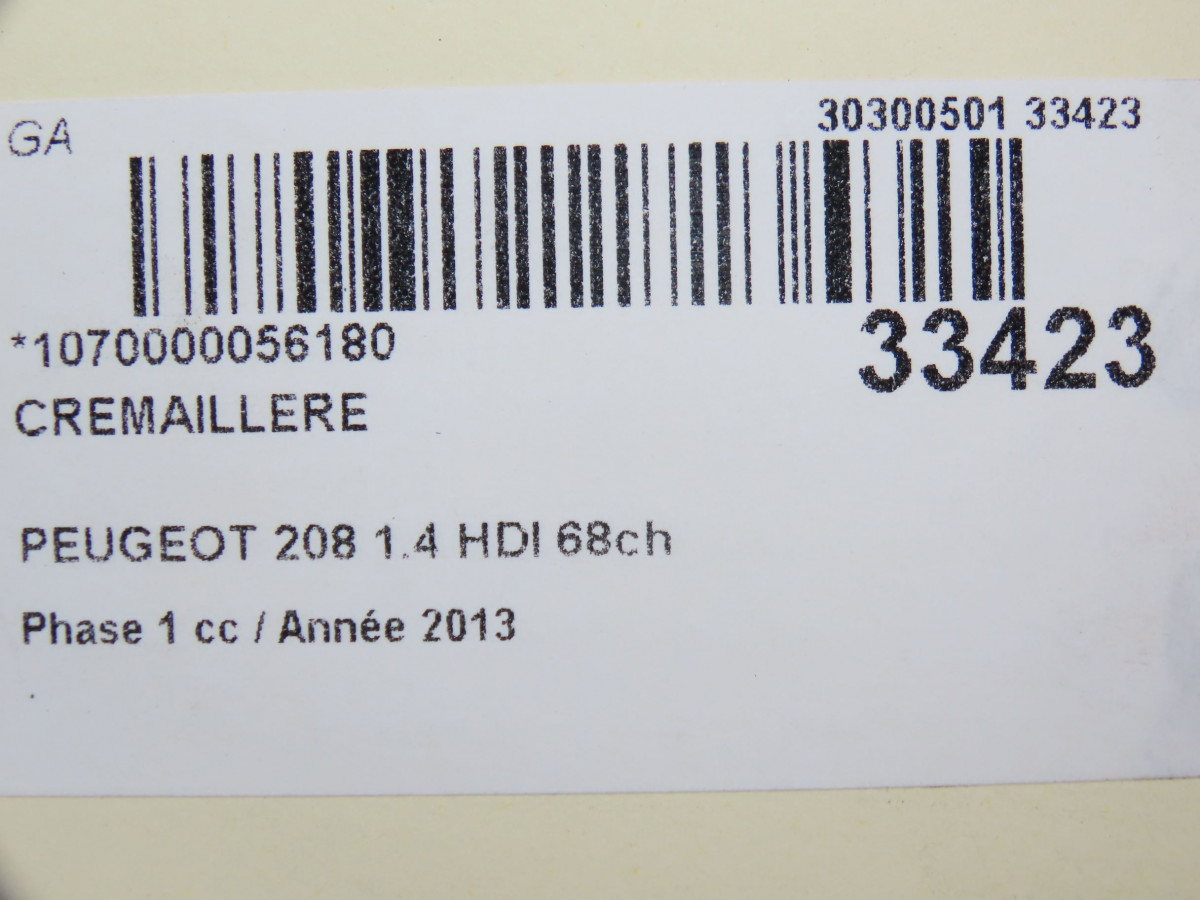 GA
30300501 33423
*1070000056180
33423
CREMAILLERE
PEUGEOT 208 1.4 HDI 68ch
Phase 1 cc / Année 2013